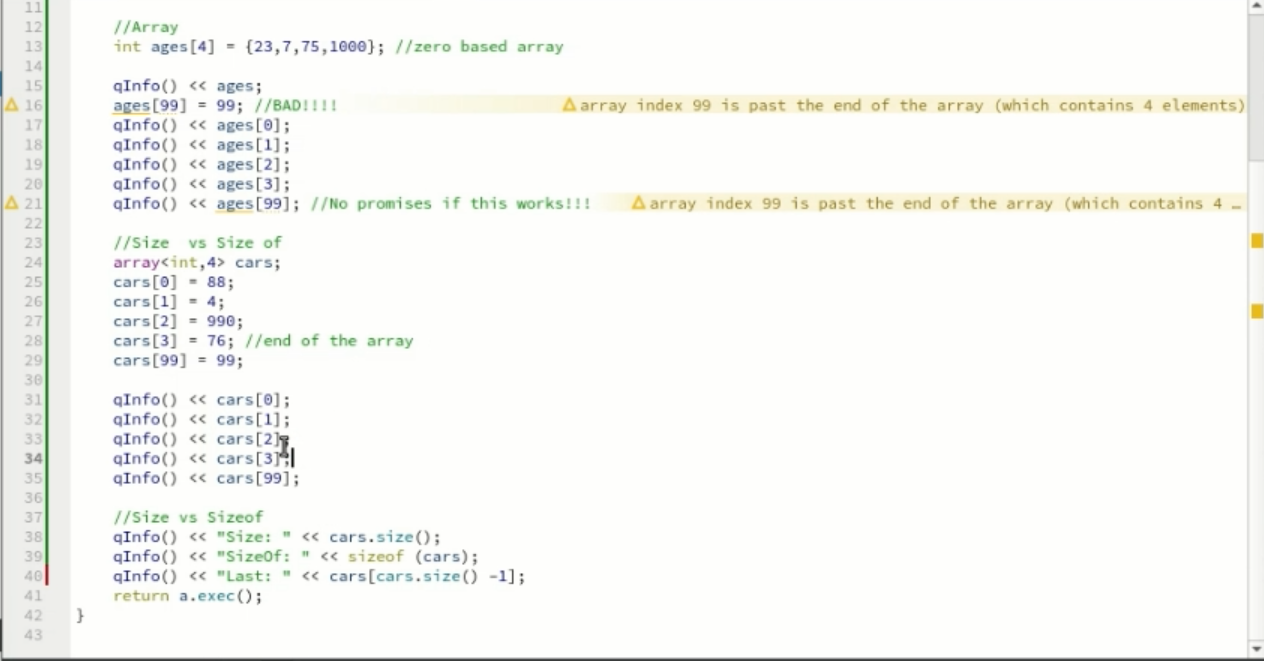 11
12 //Array
13 int ages[4] = {23,7,75,1000}; //zero based array
14
15 qInfo() << ages;
16 ages[99] = 99; //BAD!!!! array index 99 is past the end of the array (which contains 4 elements)
17 qInfo() << ages[0];
18 qInfo() << ages[1];
19 qInfo() << ages[2];
20 qInfo() << ages[3];
21 qInfo() << ages[99]; //No promises if this works!!! array index 99 is past the end of the array (which contains 4 …
22
23 //Size  vs Size of
24 array<int,4> cars;
25 cars[0] = 88;
26 cars[1] = 4;
27 cars[2] = 990;
28 cars[3] = 76; //end of the array
29 cars[99] = 99;
30
31 qInfo() << cars[0];
32 qInfo() << cars[1];
33 qInfo() << cars[2];
34 qInfo() << cars[3];
35 qInfo() << cars[99];
36
37 //Size vs Sizeof
38 qInfo() << "Size: " << cars.size();
39 qInfo() << "SizeOf: " << sizeof (cars);
40 qInfo() << "Last: " << cars[cars.size() -1];
41 return a.exec();
42 }
43